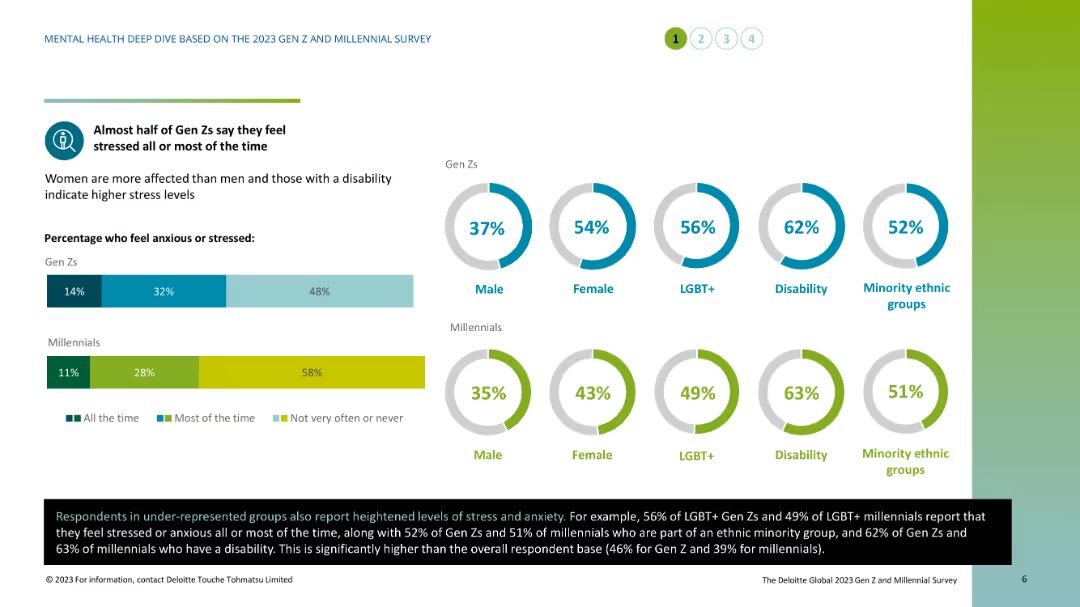 MENTAL HEALTH DEEP DIVE BASED ON THE 2023 GEN Z AND MILLENNIAL SURVEY
1 2 3 4
Almost half of Gen Zs say they feel
stressed all or most of the time
Women are more affected than men and those with a disability
indicate higher stress levels
Percentage who feel anxious or stressed:
Gen Zs
14% 32% 48%
Millennials
11% 28% 58%
All the time Most of the time Not very often or never
Gen Zs
37% 54% 56% 62% 52%
Male Female LGBT+ Disability Minority ethnic
groups
Millennials
35% 43% 49% 63% 51%
Male Female LGBT+ Disability Minority ethnic
groups
Respondents in under-represented groups also report heightened levels of stress and anxiety. For example, 56% of LGBT+ Gen Zs and 49% of LGBT+ millennials report that
they feel stressed or anxious all or most of the time, along with 52% of Gen Zs and 51% of millennials who are part of an ethnic minority group, and 62% of Gen Zs and
63% of millennials who have a disability. This is significantly higher than the overall respondent base (46% for Gen Z and 39% for millennials).
© 2023 For information, contact Deloitte Touche Tohmatsu Limited
The Deloitte Global 2023 Gen Z and Millennial Survey
6